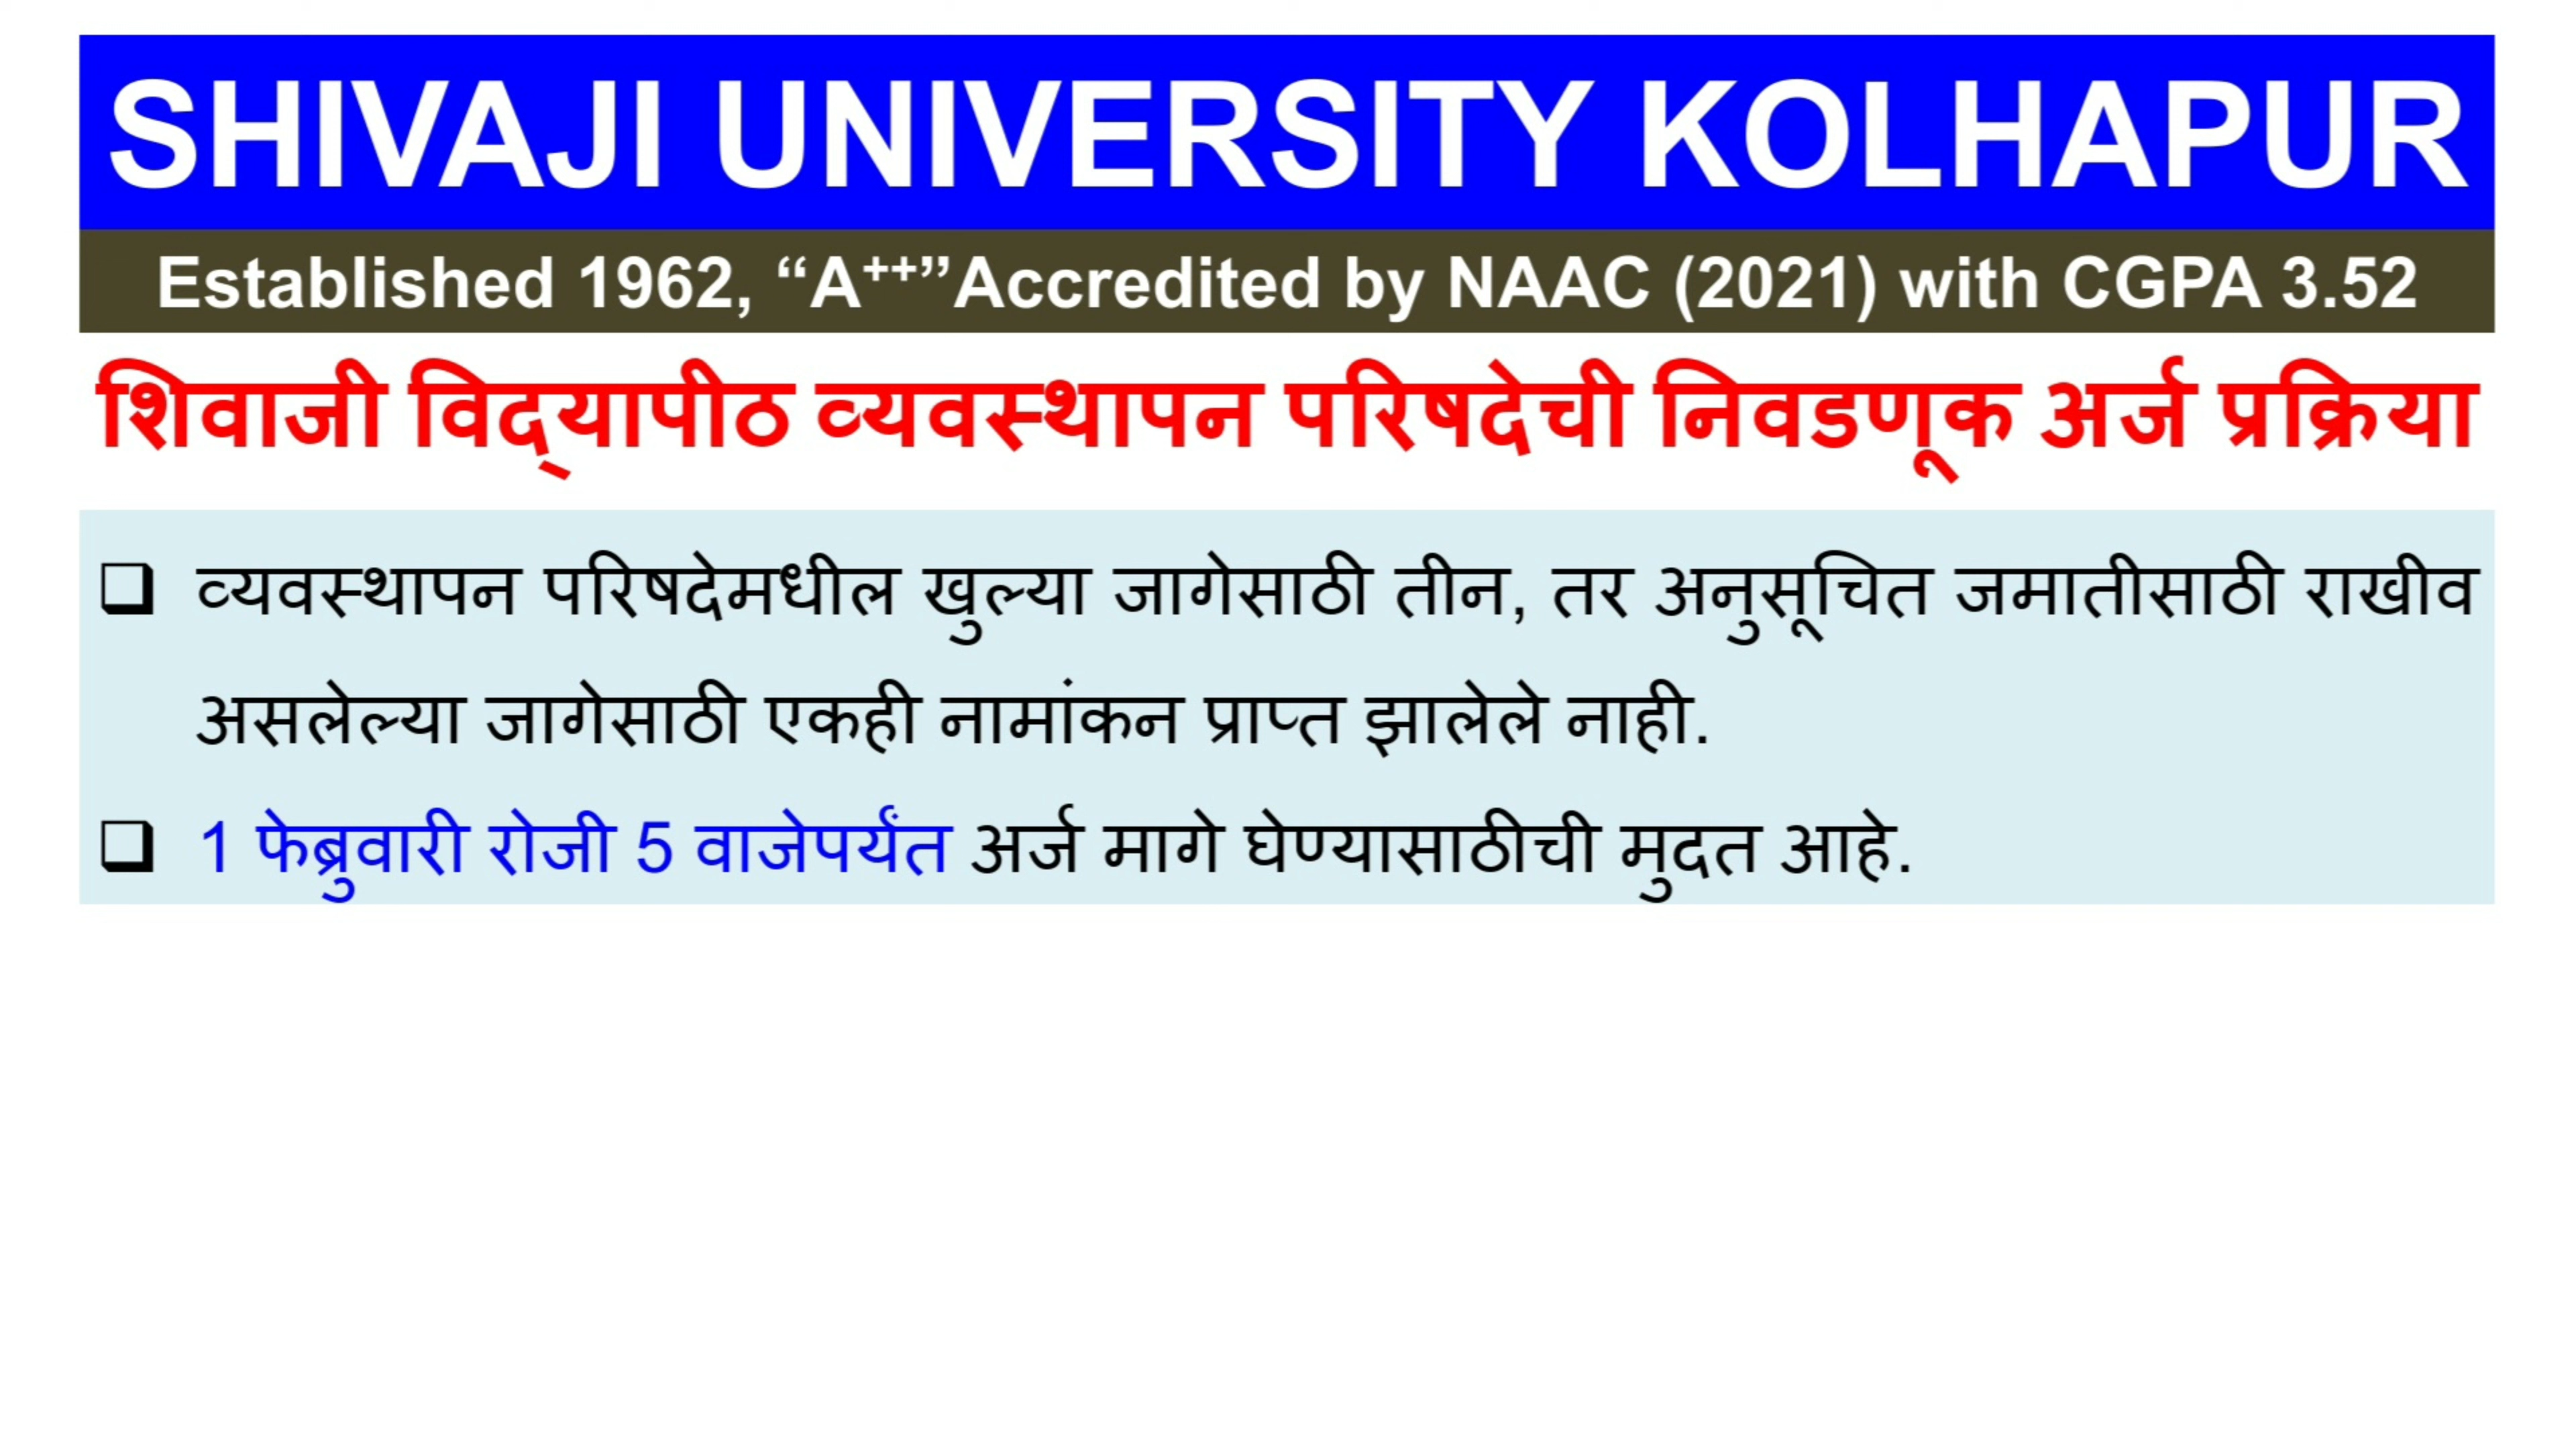 SHIVAJI UNIVERSITY KOLHAPUR
Established 1962, “A++”Accredited by NAAC (2021) with CGPA 3.52
शिवाजी विद्‌यापीठ व्यवस्थापन परिषदेची निवडणूक अर्ज प्रक्रिया
❑ व्यवस्थापन परिषदेमधील खुल्या जागेसाठी तीन, तर अनुसूचित जमातीसाठी राखीव
असलेल्या जागेसाठी एकही नामांकन प्राप्त झालेले नाही.
❑ 1 फेब्रुवारी रोजी 5 वाजेपर्यंत अर्ज मागे घेण्यासाठीची मुदत आहे.